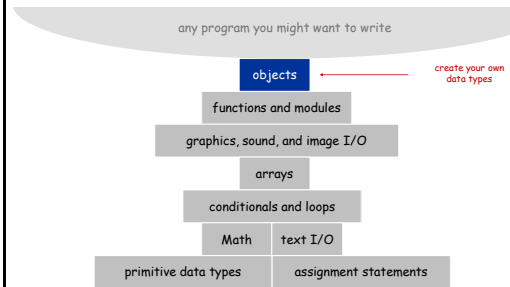 any program you might want to write
objects
create your own
data types
functions and modules
graphics, sound, and image I/O
arrays
conditionals and loops
Math
text I/O
primitive data types
assignment statements